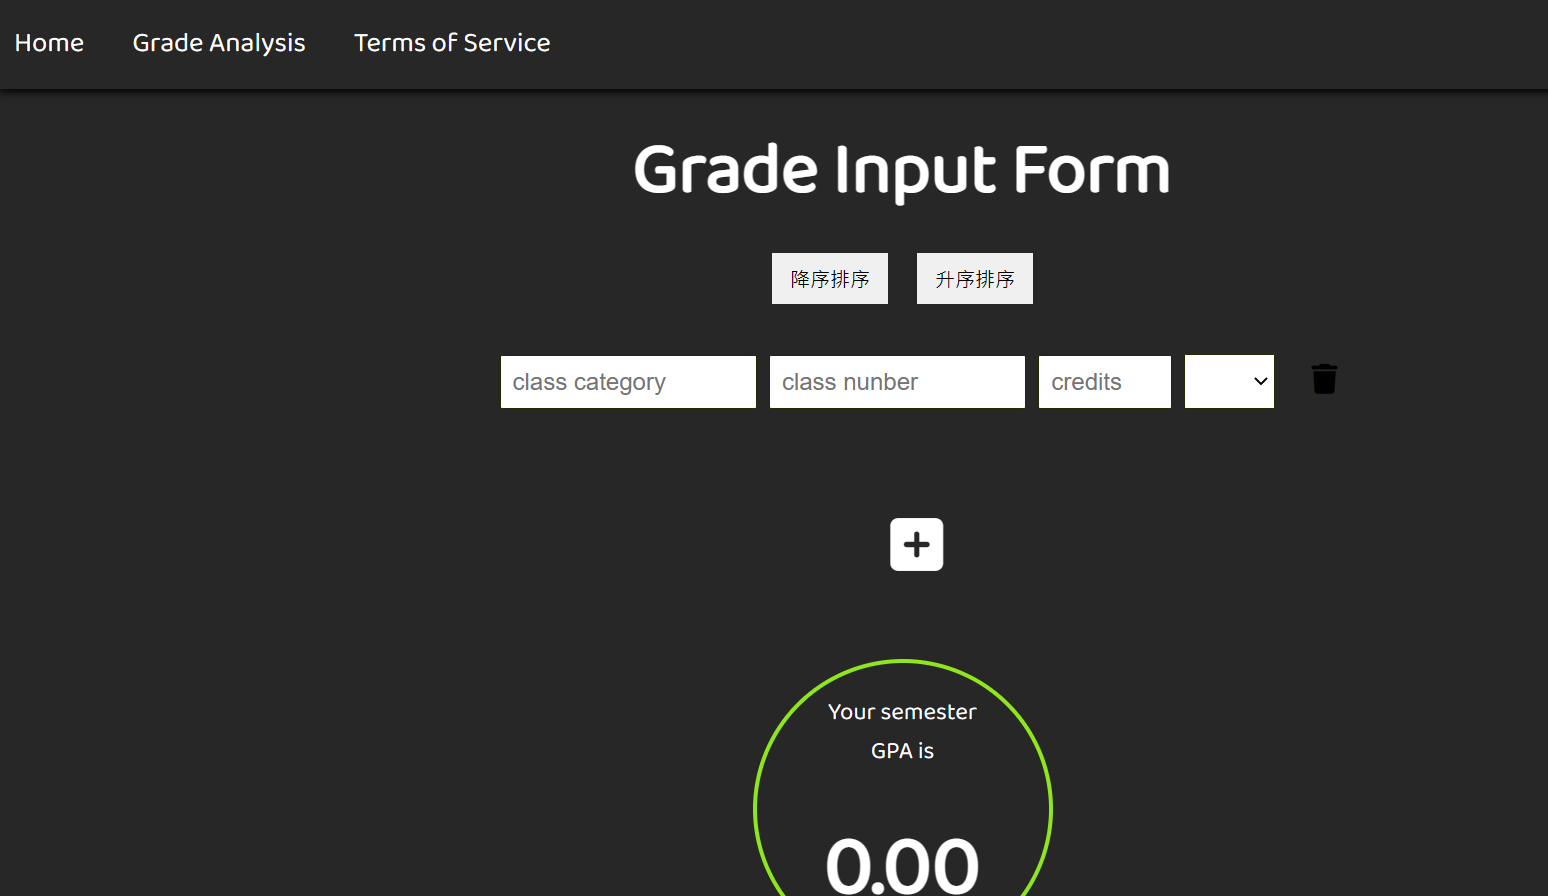 Home Grade Analysis Terms of Service
Grade Input Form
降序排序 升序排序
class category class nunber credits
Your semester
GPA is
0.00